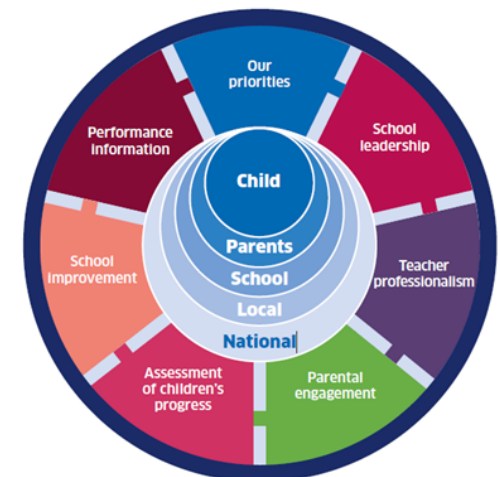 Our
priorities
School
leadership
Teacher
professionalism
Parental
engagement
Assessment
of children's
progress
School
improvement
Performance
information
Child
Parents
School
Local
National